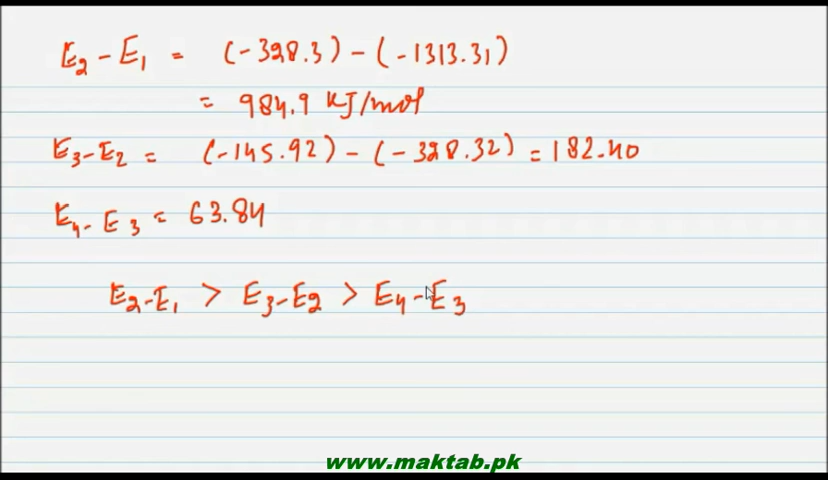 E₂ - E₁ = (-328.3) - (-1313.31)
= 984.9 KJ/mol
E₃ - E₂ = (-145.92) - (-328.32) = 182.40
E₄ - E₃ = 63.84
E₂ - E₁ > E₃ - E₂ > E₄ - E₃
www.maktab.pk